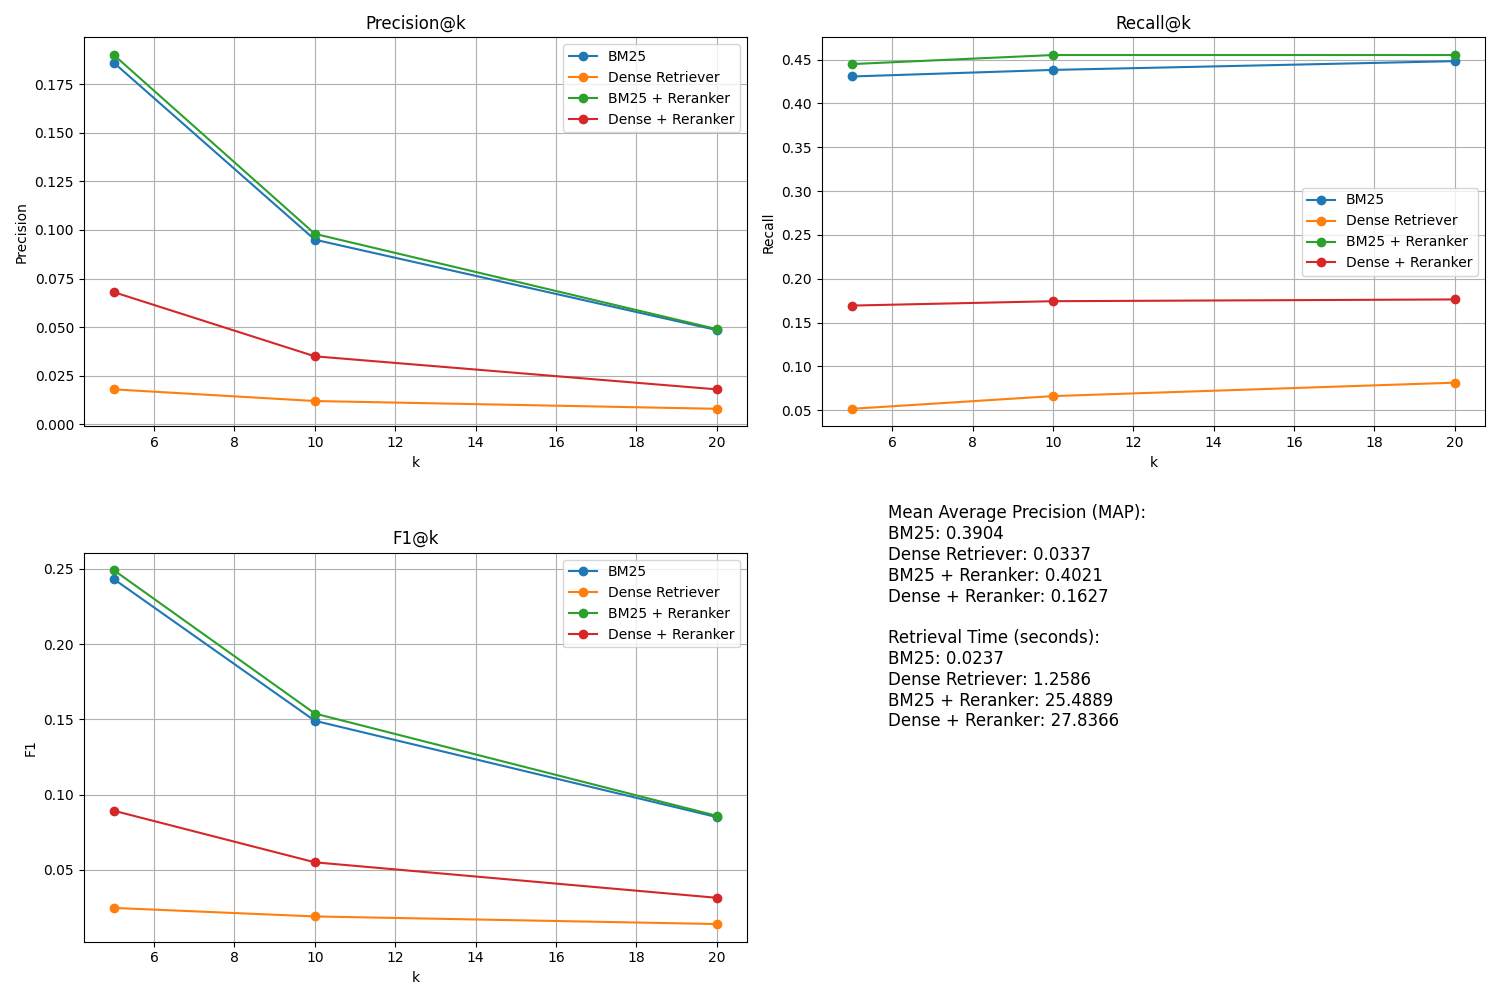 Precision@k
Precision
0.175
0.150
0.125
0.100
0.075
0.050
0.025
0.000
6 8 10 12 14 16 18 20
k
BM25
Dense Retriever
BM25 + Reranker
Dense + Reranker
Recall@k
Recall
0.45
0.40
0.35
0.30
0.25
0.20
0.15
0.10
0.05
6 8 10 12 14 16 18 20
k
BM25
Dense Retriever
BM25 + Reranker
Dense + Reranker
F1@k
F1
0.25
0.20
0.15
0.10
0.05
6 8 10 12 14 16 18 20
k
BM25
Dense Retriever
BM25 + Reranker
Dense + Reranker
Mean Average Precision (MAP):
BM25: 0.3904
Dense Retriever: 0.0337
BM25 + Reranker: 0.4021
Dense + Reranker: 0.1627
Retrieval Time (seconds):
BM25: 0.0237
Dense Retriever: 1.2586
BM25 + Reranker: 25.4889
Dense + Reranker: 27.8366